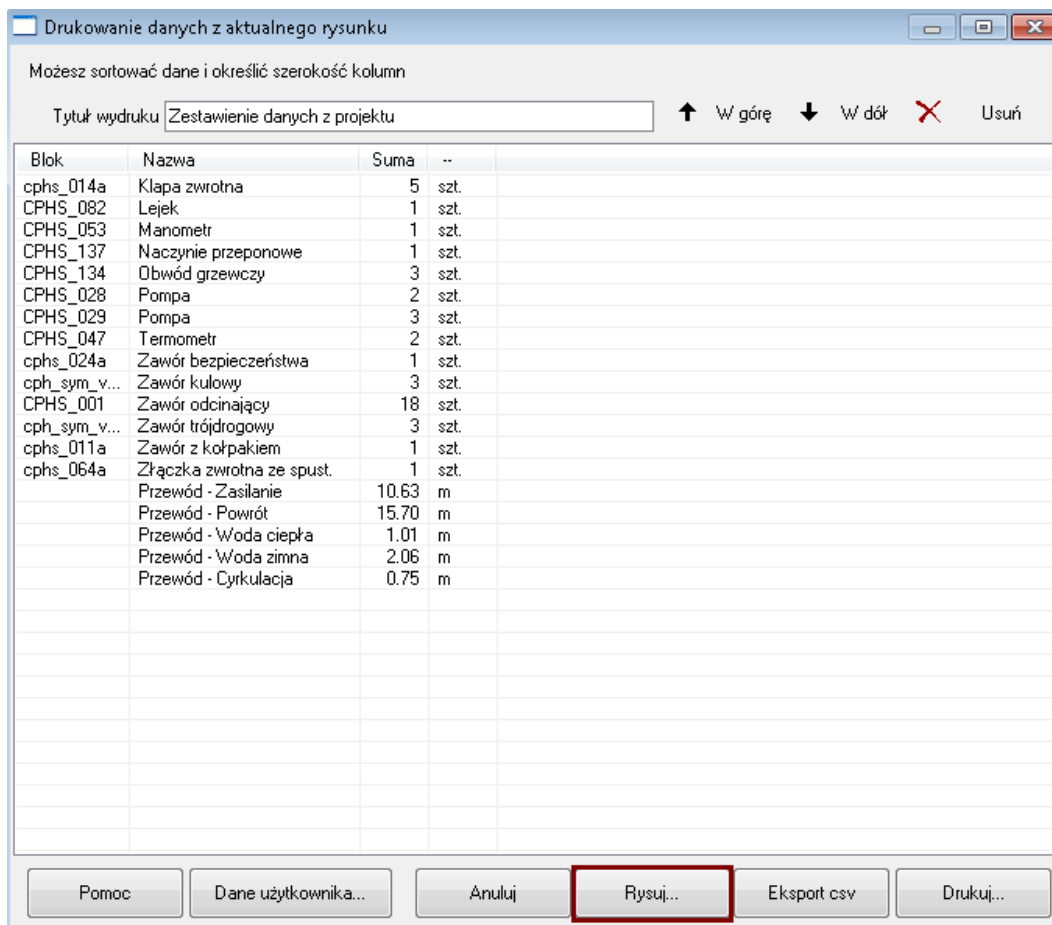 Drukowanie danych z aktualnego rysunku
Możesz sortować dane i określić szerokość kolumn
Tytuł wydruku Zestawienie danych z projektu W górę W dół Usuń
Blok Nazwa Suma --
cphs_014a Klapa zwrotna 5 szt.
CPHS_082 Lejek 1 szt.
CPHS_053 Manometr 1 szt.
CPHS_137 Naczynie przeponowe 1 szt.
CPHS_134 Obwód grzewczy 3 szt.
CPHS_028 Pompa 2 szt.
CPHS_029 Pompa 3 szt.
CPHS_047 Termometr 2 szt.
cphs_024a Zawór bezpieczeństwa 1 szt.
cph_sym_v... Zawór kulowy 3 szt.
CPHS_001 Zawór odcinający 18 szt.
cph_sym_v... Zawór trójdrogowy 3 szt.
cphs_011a Zawór z kołpakiem 1 szt.
cphs_064a Złączka zwrotna ze spust. 1 szt.
Przewód - Zasilanie 10.63 m
Przewód - Powrót 15.70 m
Przewód - Woda ciepła 1.01 m
Przewód - Woda zimna 2.06 m
Przewód - Cyrkulacja 0.75 m
Pomoc Dane użytkownika... Anuluj Rysuj... Eksport csv Drukuj...